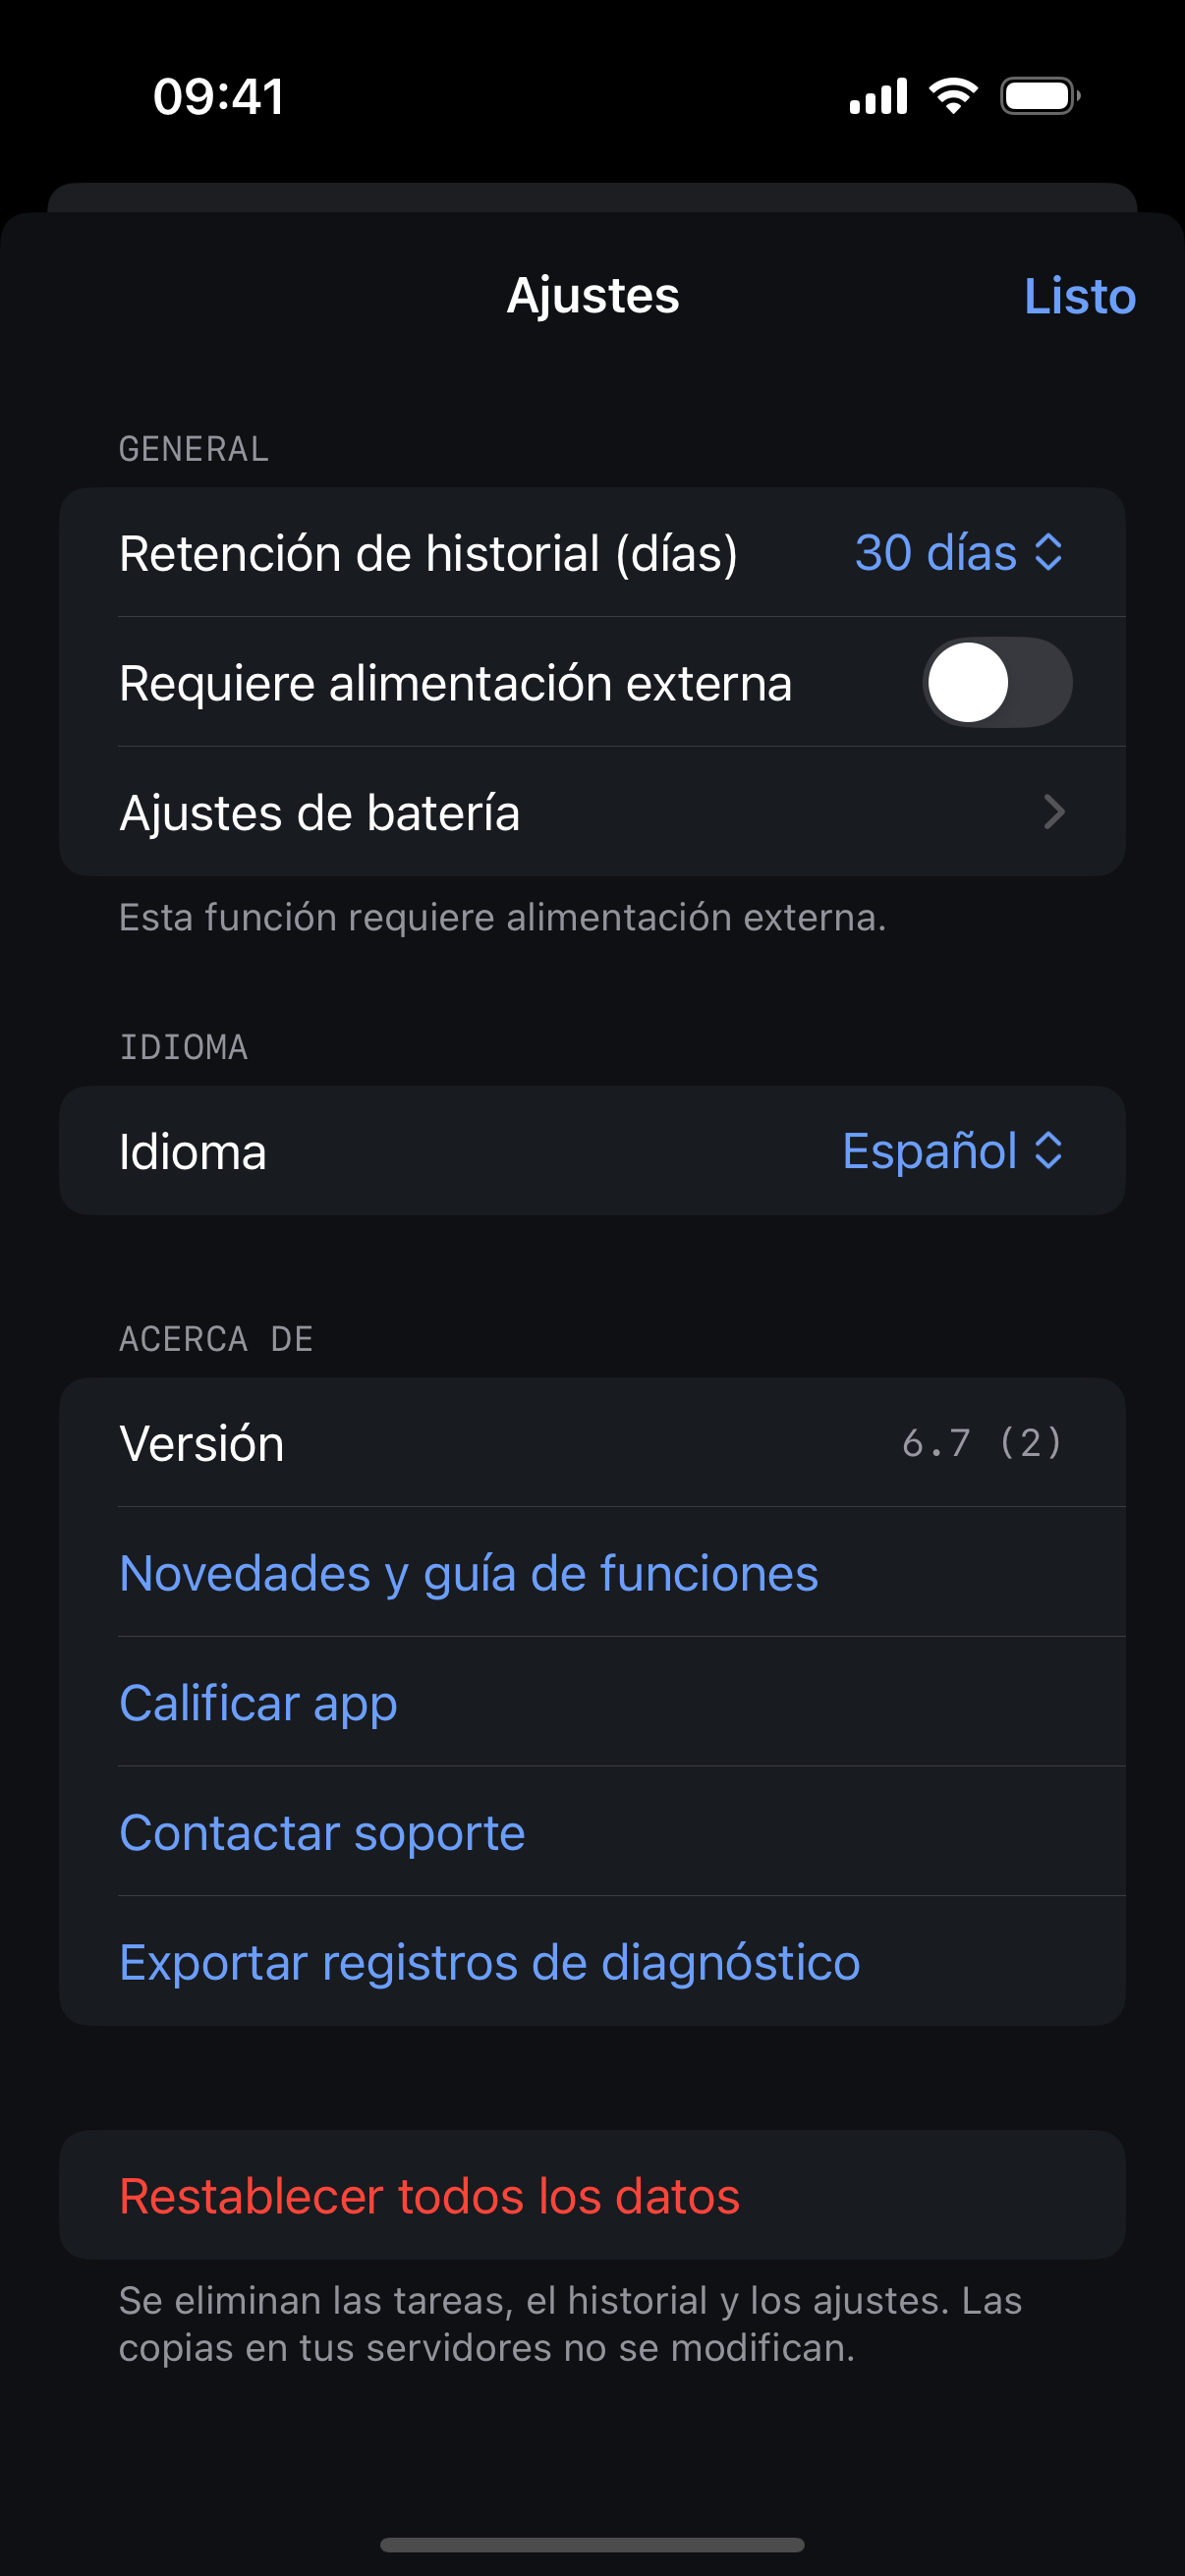 09:41
Ajustes
Listo
GENERAL
Retención de historial (días)
30 días
Requiere alimentación externa
Ajustes de batería
Esta función requiere alimentación externa.
IDIOMA
Idioma
Español
ACERCA DE
Versión
6.7 (2)
Novedades y guía de funciones
Calificar app
Contactar soporte
Exportar registros de diagnóstico
Restablecer todos los datos
Se eliminan las tareas, el historial y los ajustes. Las
copias en tus servidores no se modifican.